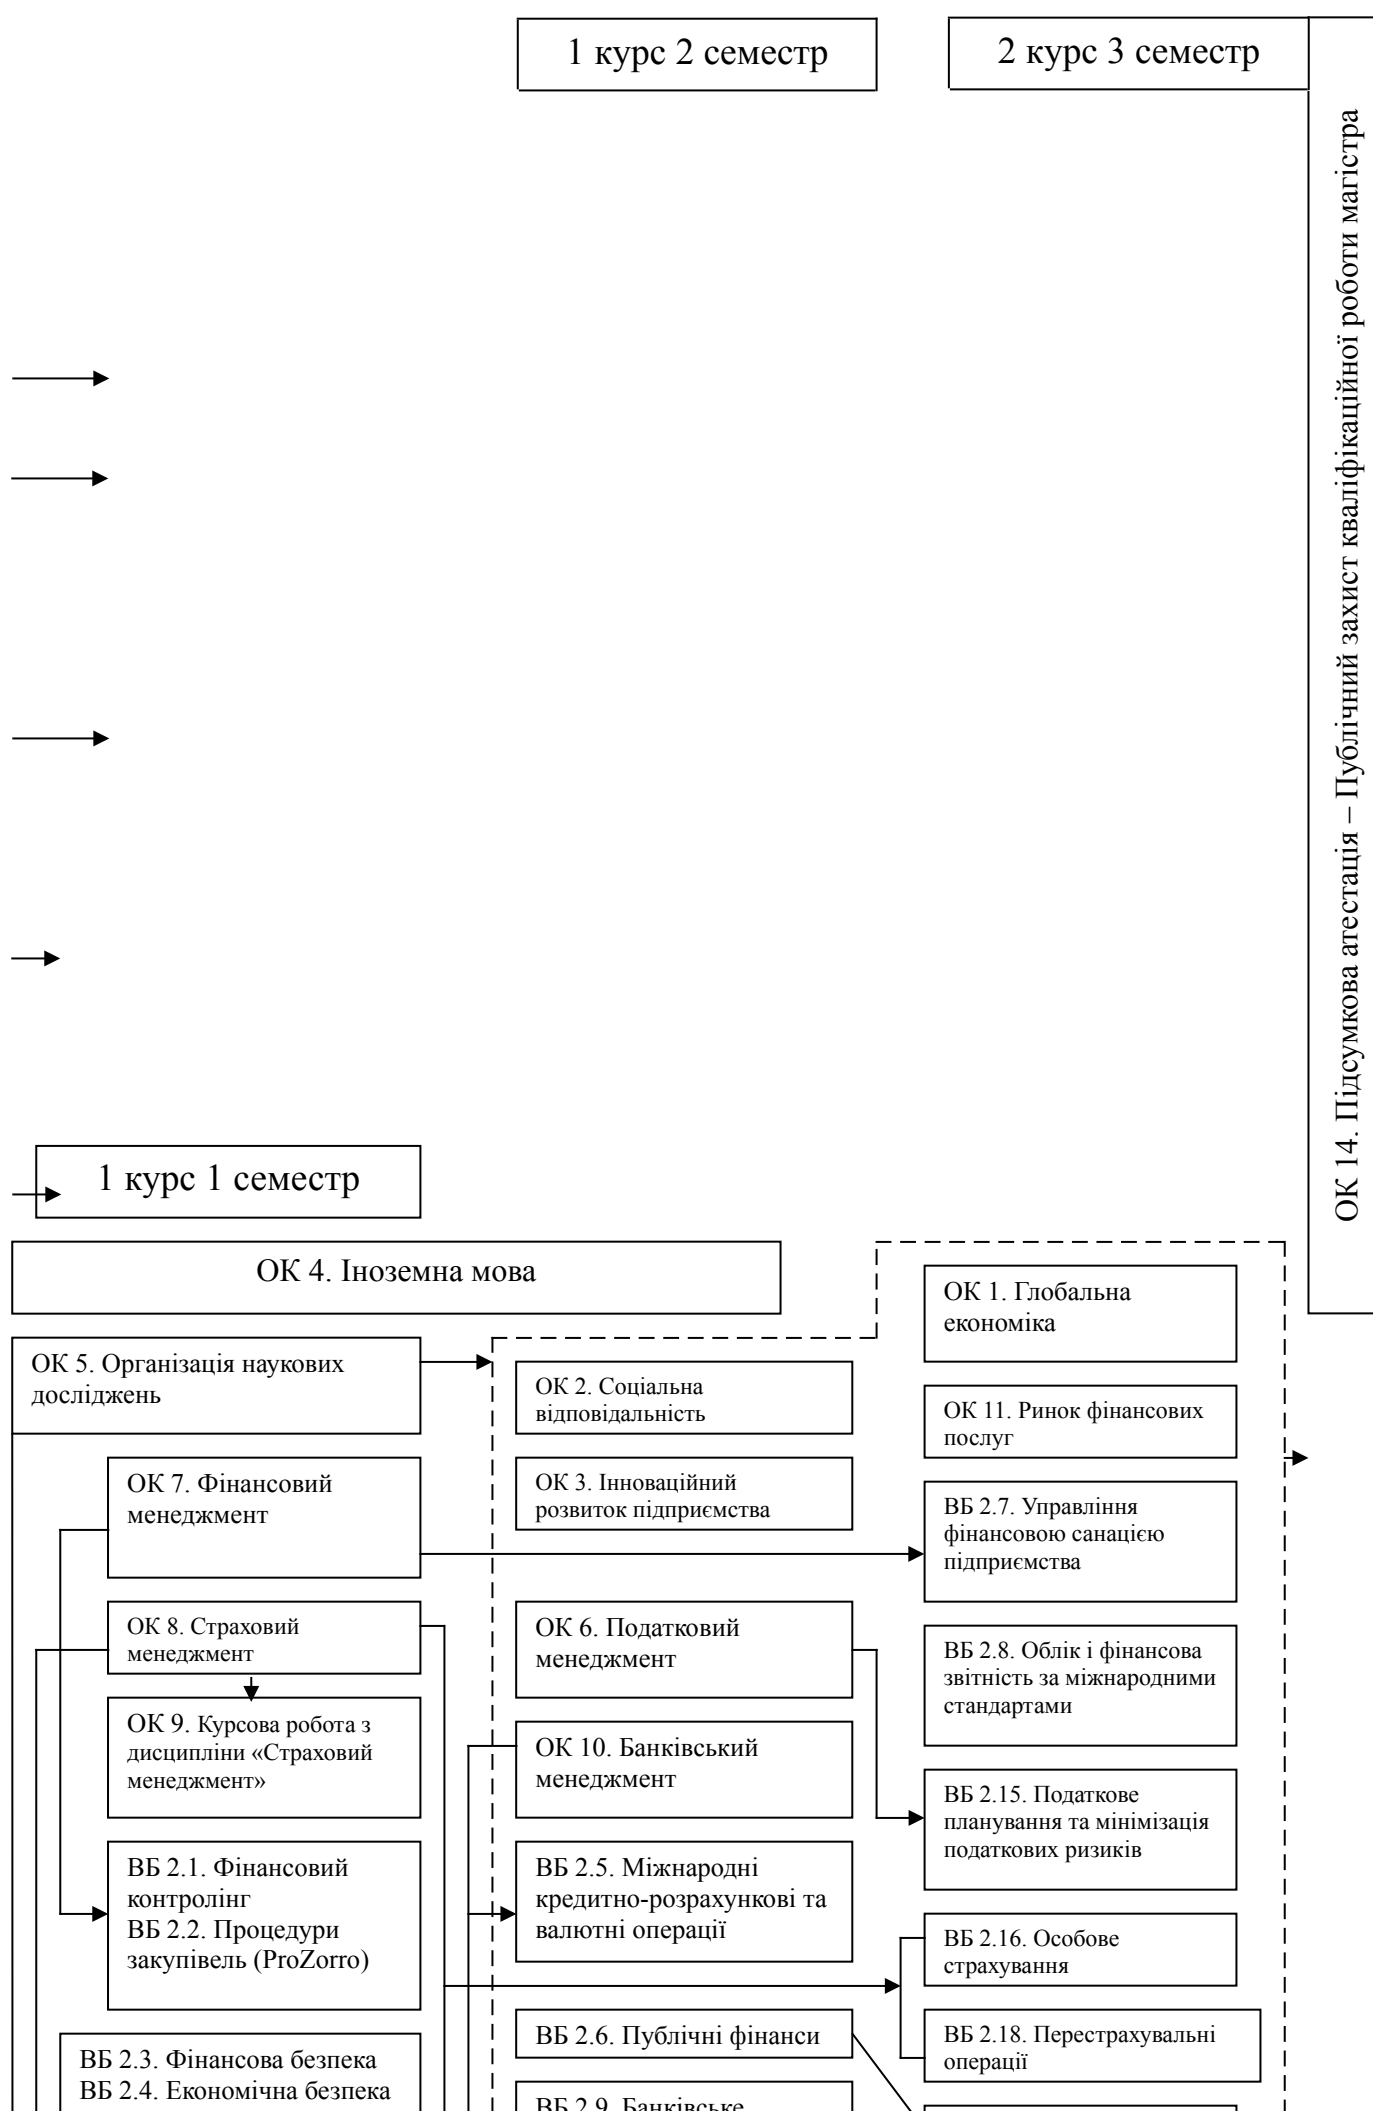 1 курс 2 семестр
2 курс 3 семестр
ОК 14. Підсумкова атестація – Публічний захист кваліфікаційної роботи магістра
1 курс 1 семестр
ОК 4. Іноземна мова
ОК 5. Організація наукових
досліджень
ОК 7. Фінансовий
менеджмент
ОК 8. Страховий
менеджмент
ОК 9. Курсова робота з
дисципліни «Страховий
менеджмент»
ВБ 2.1. Фінансовий
контролінг
ВБ 2.2. Процедури
закупівель (ProZorro)
ВБ 2.3. Фінансова безпека
ВБ 2.4. Економічна безпека
ОК 2. Соціальна
відповідальність
ОК 3. Інноваційний
розвиток підприємства
ОК 6. Податковий
менеджмент
ОК 10. Банківський
менеджмент
ВБ 2.5. Міжнародні
кредитно-розрахункові та
валютні операції
ВБ 2.6. Публічні фінанси
ВБ 2.9. Банківське
ОК 1. Глобальна
економіка
ОК 11. Ринок фінансових
послуг
ВБ 2.7. Управління
фінансовою санацією
підприємства
ВБ 2.8. Облік і фінансова
звітність за міжнародними
стандартами
ВБ 2.15. Податкове
планування та мінімізація
податкових ризиків
ВБ 2.16. Особове
страхування
ВБ 2.18. Перестрахувальні
операції